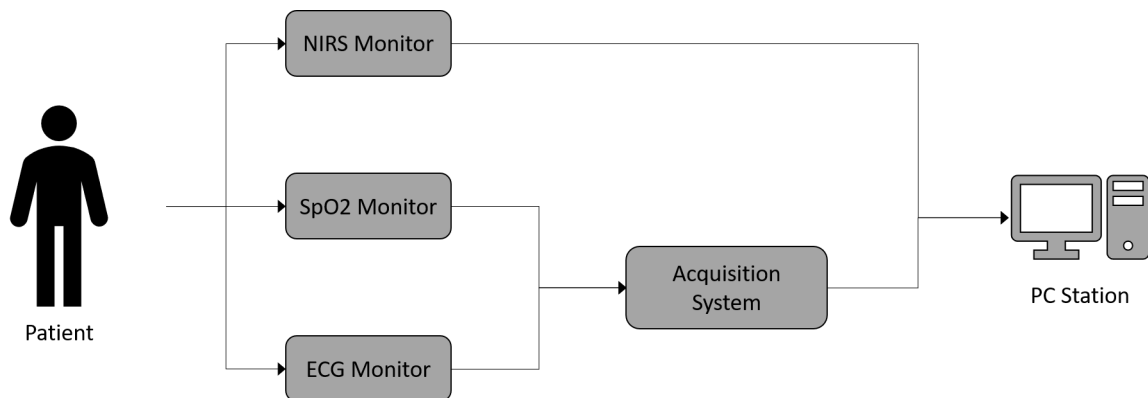 NIRS Monitor
SpO2 Monitor
Acquisition
System
PC Station
Patient
ECG Monitor